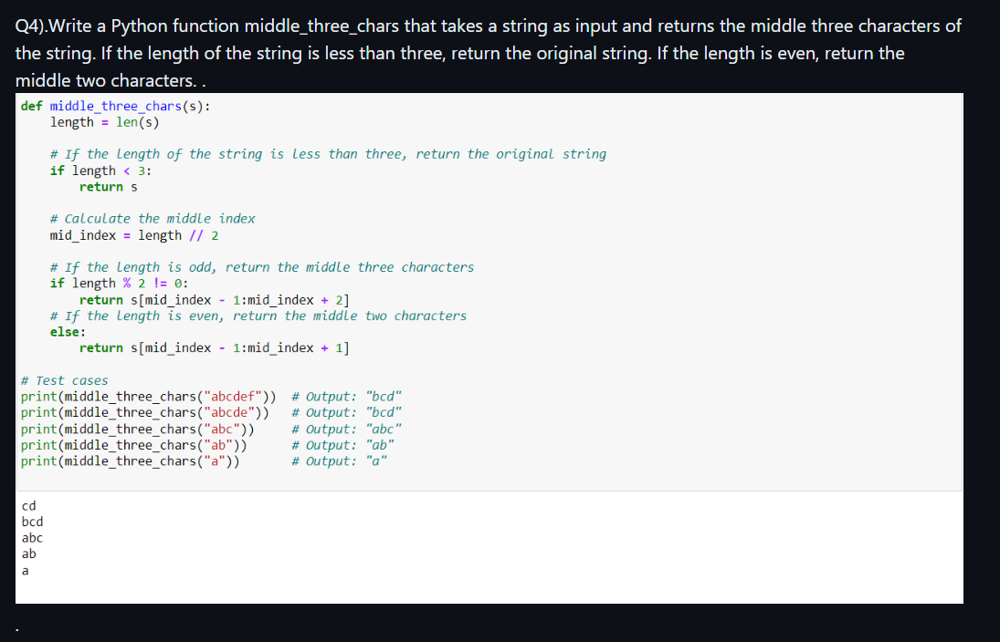 Q4).Write a Python function middle_three_chars that takes a string as input and returns the middle three characters of
the string. If the length of the string is less than three, return the original string. If the length is even, return the
middle two characters. .
def middle_three_chars(s):
    length = len(s)

    # If the length of the string is less than three, return the original string
    if length < 3:
        return s

    # Calculate the middle index
    mid_index = length // 2

    # If the length is odd, return the middle three characters
    if length % 2 != 0:
        return s[mid_index - 1:mid_index + 2]
    # If the length is even, return the middle two characters
    else:
        return s[mid_index - 1:mid_index + 1]

# Test cases
print(middle_three_chars("abcdef"))  # Output: "bcd"
print(middle_three_chars("abcde"))   # Output: "bcd"
print(middle_three_chars("abc"))     # Output: "abc"
print(middle_three_chars("ab"))      # Output: "ab"
print(middle_three_chars("a"))       # Output: "a"
cd
bcd
abc
ab
a
.